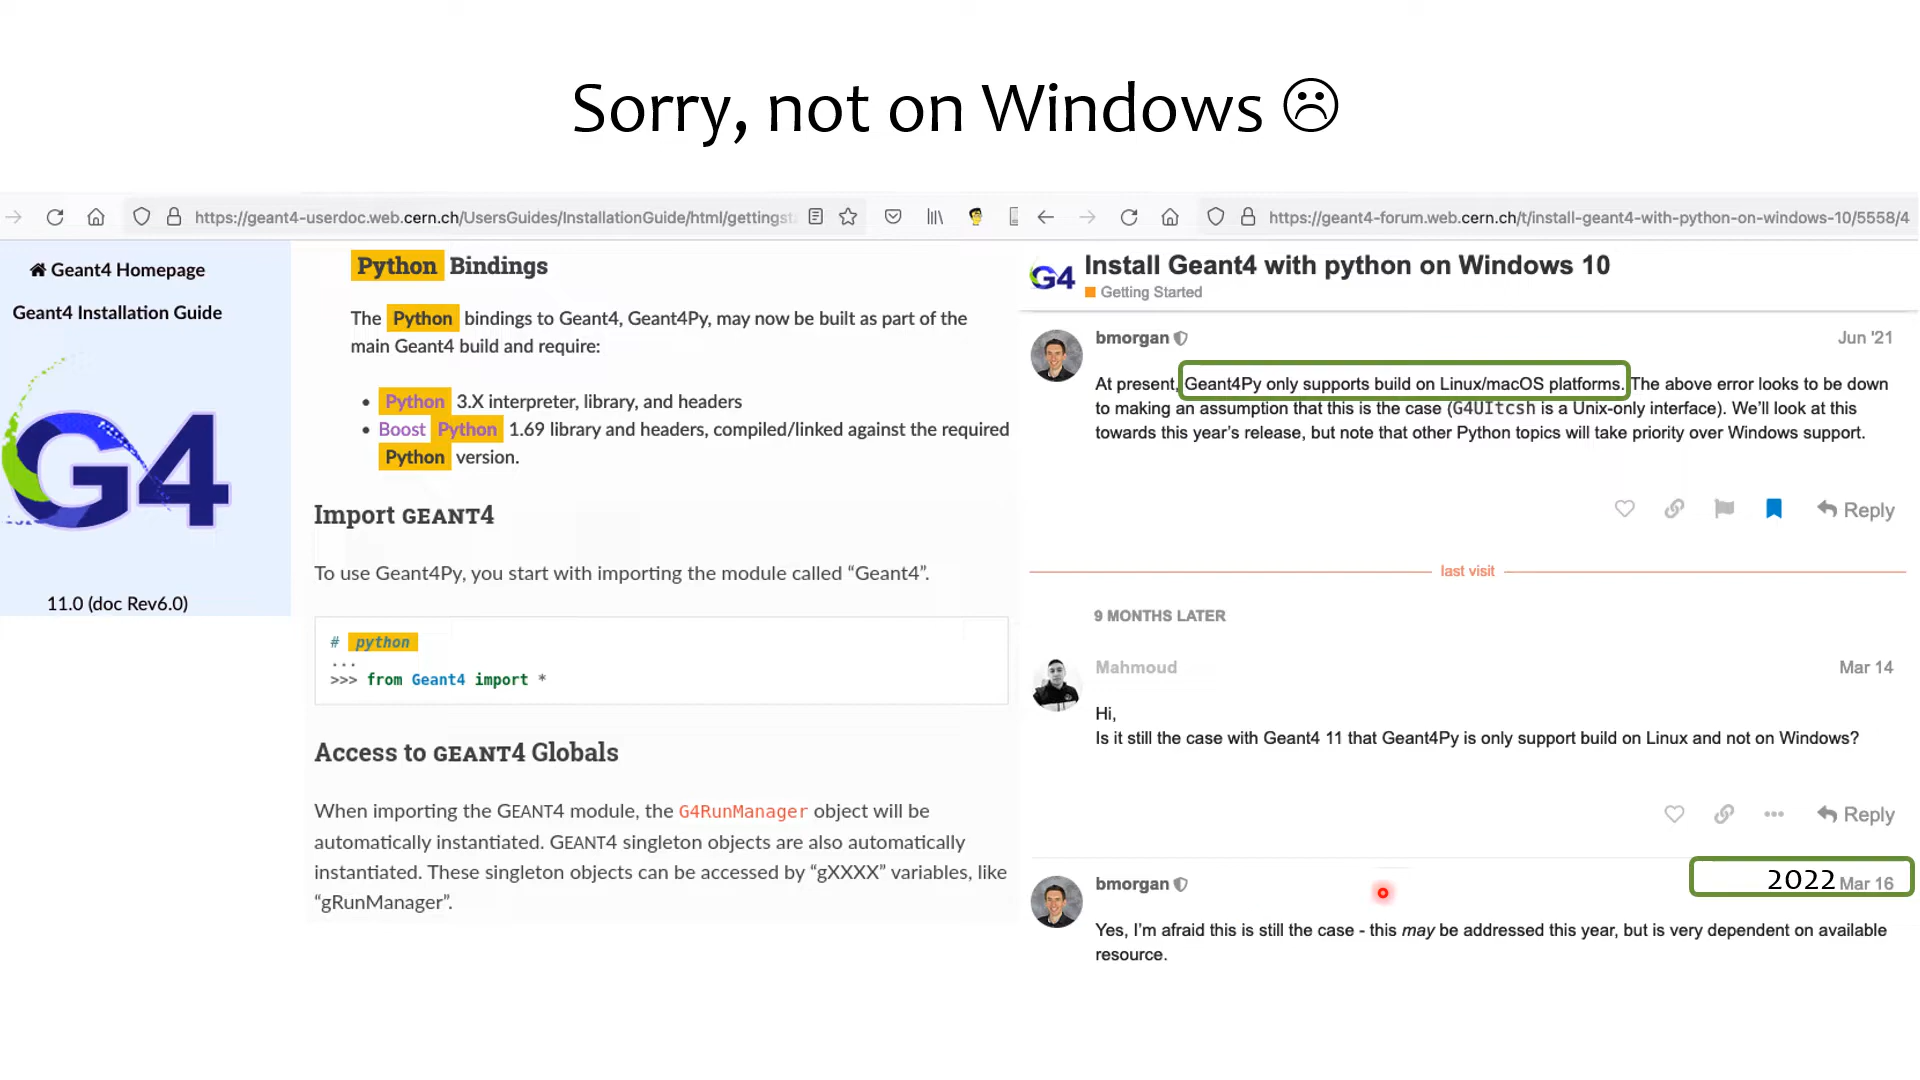 Sorry, not on Windows ☹
https://geant4-userdoc.web.cern.ch/UsersGuides/InstallationGuide/html/gettingst
Geant4 Homepage
Geant4 Installation Guide
G4
11.0 (doc Rev6.0)
Python Bindings
The Python bindings to Geant4, Geant4Py, may now be built as part of the
main Geant4 build and require:
• Python 3.X interpreter, library, and headers
• Boost Python 1.69 library and headers, compiled/linked against the required
Python version.
Import GEANT4
To use Geant4Py, you start with importing the module called “Geant4”.
# python
...
>>> from Geant4 import *
Access to GEANT4 Globals
When importing the GEANT4 module, the G4RunManager object will be
automatically instantiated. GEANT4 singleton objects are also automatically
instantiated. These singleton objects can be accessed by “gXXXX” variables, like
“gRunManager”.
https://geant4-forum.web.cern.ch/t/install-geant4-with-python-on-windows-10/5558/4
G4
Install Geant4 with python on Windows 10
Getting Started
bmorgan Jun '21
At present, Geant4Py only supports build on Linux/macOS platforms. The above error looks to be down
to making an assumption that this is the case (G4UItcsh is a Unix-only interface). We’ll look at this
towards this year’s release, but note that other Python topics will take priority over Windows support.
Reply
last visit
9 MONTHS LATER
Mahmoud Mar 14
Hi,
Is it still the case with Geant4 11 that Geant4Py is only support build on Linux and not on Windows?
Reply
bmorgan 2022 Mar 16
Yes, I’m afraid this is still the case - this may be addressed this year, but is very dependent on available
resource.